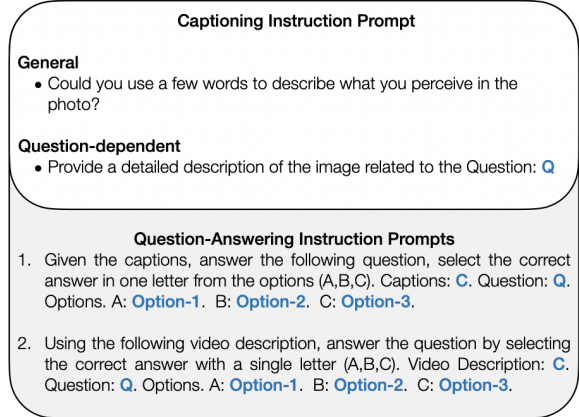 Captioning Instruction Prompt
General
• Could you use a few words to describe what you perceive in the
photo?
Question-dependent
• Provide a detailed description of the image related to the Question: Q
Question-Answering Instruction Prompts
1. Given the captions, answer the following question, select the correct
answer in one letter from the options (A,B,C). Captions: C. Question: Q.
Options. A: Option-1. B: Option-2. C: Option-3.
2. Using the following video description, answer the question by selecting
the correct answer with a single letter (A,B,C). Video Description: C.
Question: Q. Options. A: Option-1. B: Option-2. C: Option-3.